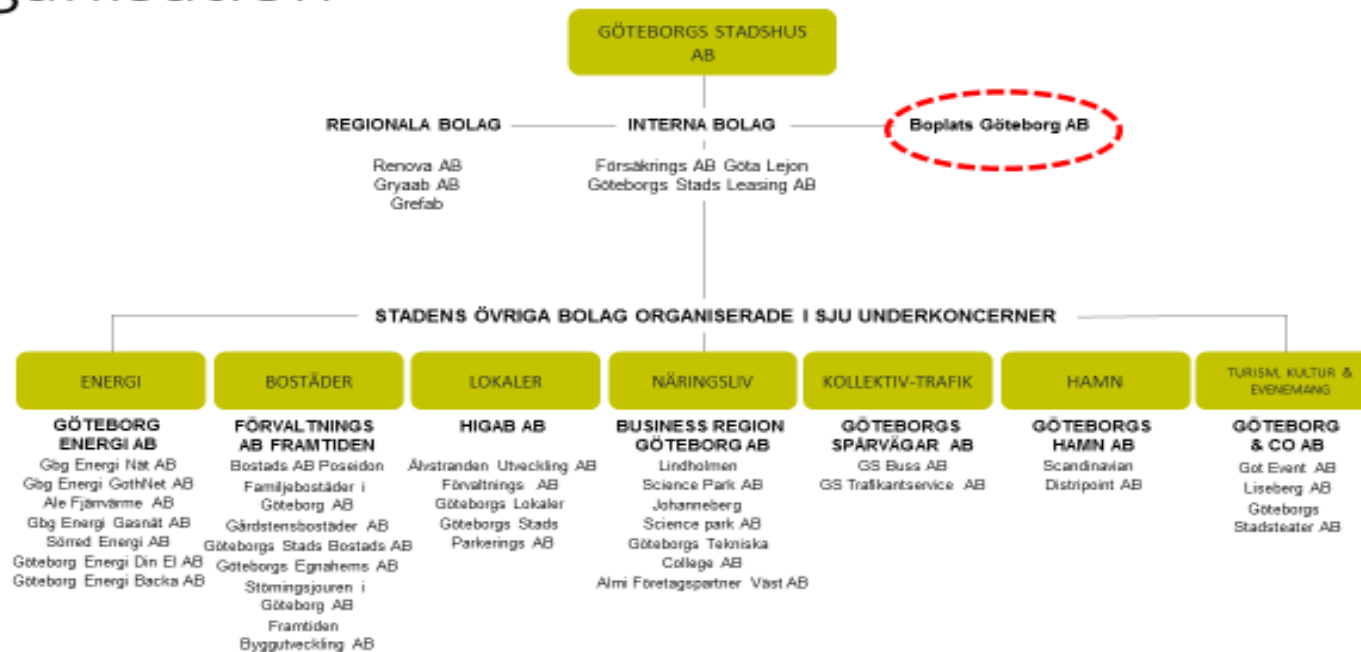 GÖTEBORGS STADSHUS
AB
REGIONALA BOLAG
INTERNA BOLAG
Boplats Göteborg AB
Renova AB
Gryaab AB
Grefab
Försäkrings AB Göta Lejon
Göteborgs Stads Leasing AB
STADENS ÖVRIGA BOLAG ORGANISERADE I SJU UNDERKONCERNER
ENERGI
GÖTEBORG
ENERGI AB
Gbg Energi Nät AB
Gbg Energi GothNet AB
Ale Fjärrvärme AB
Gbg Energi Gasnät AB
Sörred Energi AB
Göteborg Energi Din El AB
Göteborg Energi Backa AB
BOSTÄDER
FÖRVALTNINGS
AB FRAMTIDEN
Bostads AB Poseidon
Familjebostäder i
Göteborg AB
Gårdstensbostäder AB
Göteborgs Stads Bostads AB
Göteborgs Egnahems AB
Störningsjouren i
Göteborg AB
Framtiden
Byggutveckling AB
LOKALER
HIGAB AB
Älvstranden Utveckling AB
Förvaltnings AB
Göteborgs Lokaler
Göteborgs Stads
Parkerings AB
NÄRINGSLIV
BUSINESS REGION
GÖTEBORG AB
Lindholmen
Science Park AB
Johanneberg
Science park AB
Göteborgs Tekniska
College AB
Almi Företagspartner Väst AB
KOLLEKTIV-TRAFIK
GÖTEBORGS
SPÅRVÄGAR AB
GS Buss AB
GS Trafikantservice AB
HAMN
GÖTEBORGS
HAMN AB
Scandinavian
Distripoint AB
TURISM, KULTUR &
EVENEMANG
GÖTEBORG
& CO AB
Got Event AB
Liseberg AB
Göteborgs
Stadsteater AB